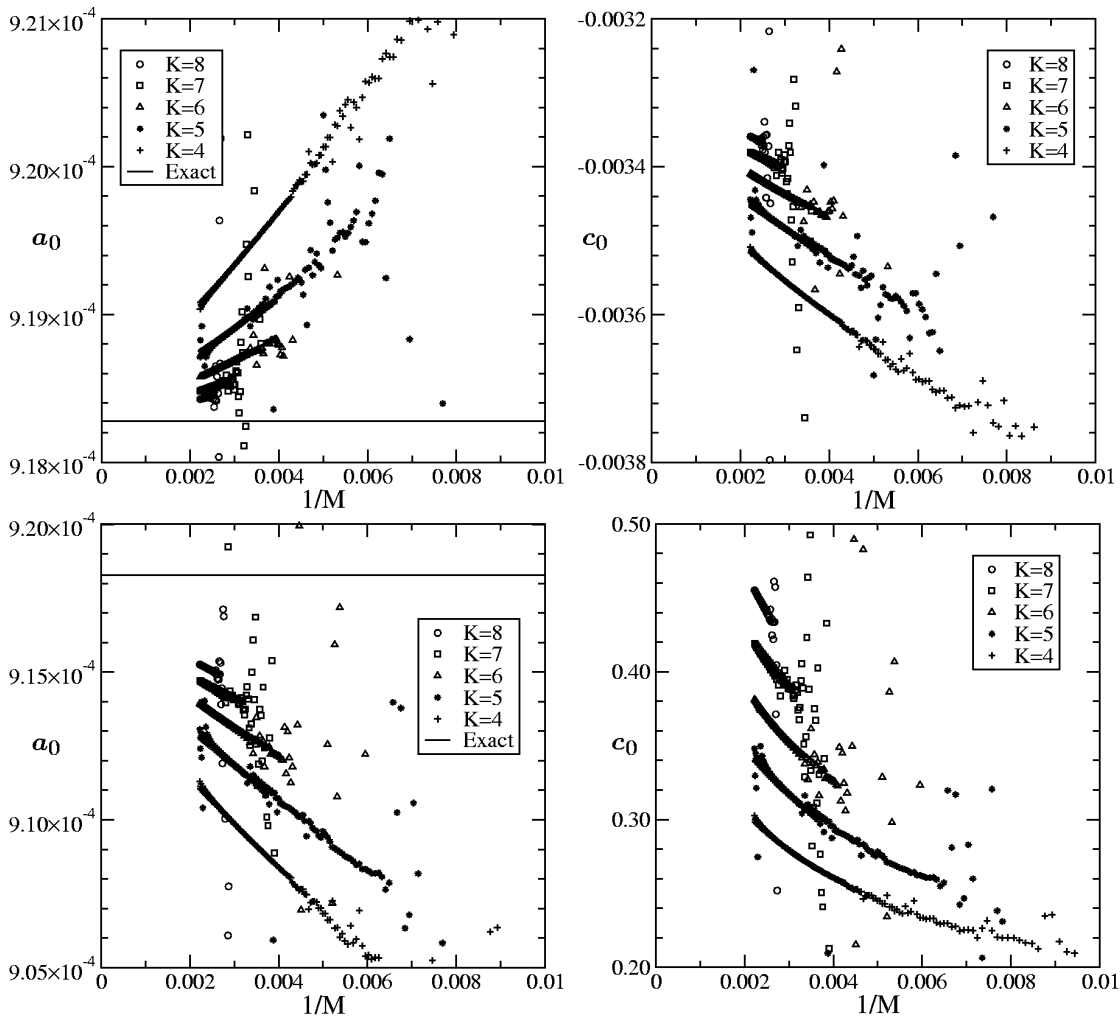 9.21×10⁻⁴
9.20×10⁻⁴
a₀
9.19×10⁻⁴
9.18×10⁻⁴
K=8
K=7
K=6
K=5
K=4
Exact
0 0.002 0.004 0.006 0.008 0.01
1/M
-0.0032
-0.0034
c₀
-0.0036
-0.0038
K=8
K=7
K=6
K=5
K=4
0 0.002 0.004 0.006 0.008 0.01
1/M
9.20×10⁻⁴
9.15×10⁻⁴
a₀
9.10×10⁻⁴
9.05×10⁻⁴
K=8
K=7
K=6
K=5
K=4
Exact
0 0.002 0.004 0.006 0.008 0.01
1/M
0.50
0.40
c₀
0.30
0.20
K=8
K=7
K=6
K=5
K=4
0 0.002 0.004 0.006 0.008 0.01
1/M